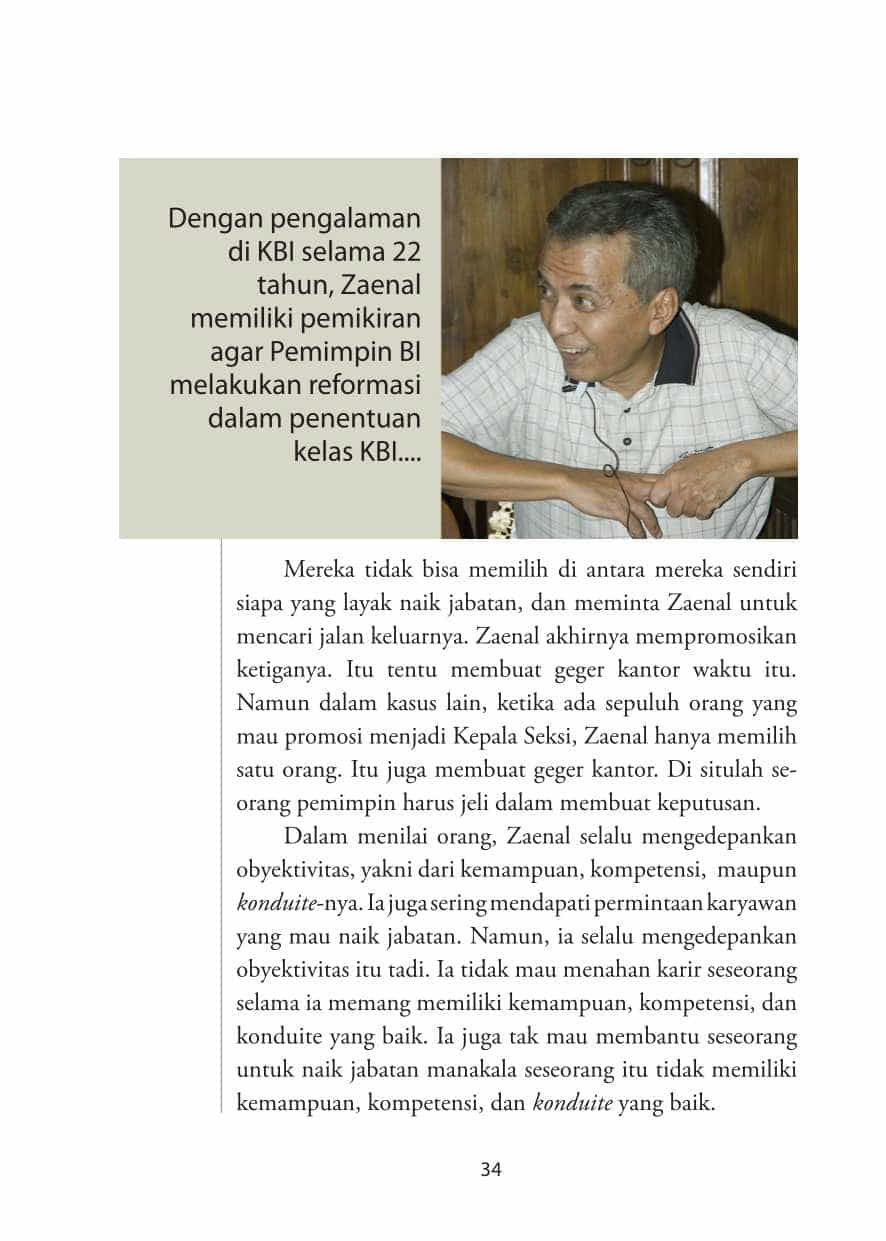 Dengan pengalaman
di KBI selama 22
tahun, Zaenal
memiliki pemikiran
agar Pemimpin BI
melakukan reformasi
dalam penentuan
kelas KBI....
Mereka tidak bisa memilih di antara mereka sendiri
siapa yang layak naik jabatan, dan meminta Zaenal untuk
mencari jalan keluarnya. Zaenal akhirnya mempromosikan
ketiganya. Itu tentu membuat geger kantor waktu itu.
Namun dalam kasus lain, ketika ada sepuluh orang yang
mau promosi menjadi Kepala Seksi, Zaenal hanya memilih
satu orang. Itu juga membuat geger kantor. Di situlah se-
orang pemimpin harus jeli dalam membuat keputusan.
Dalam menilai orang, Zaenal selalu mengedepankan
obyektivitas, yakni dari kemampuan, kompetensi, maupun
konduite-nya. Ia juga sering mendapati permintaan karyawan
yang mau naik jabatan. Namun, ia selalu mengedepankan
obyektivitas itu tadi. Ia tidak mau menahan karir seseorang
selama ia memang memiliki kemampuan, kompetensi, dan
konduite yang baik. Ia juga tak mau membantu seseorang
untuk naik jabatan manakala seseorang itu tidak memiliki
kemampuan, kompetensi, dan konduite yang baik.
34